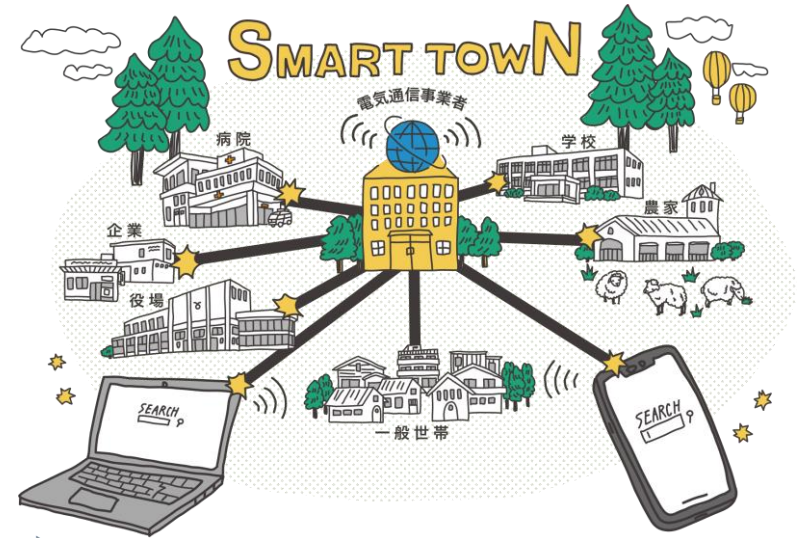 SMART TOWN
電気通信事業者
病院
学校
企業
農家
役場
一般世帯
SEARCH
SEARCH